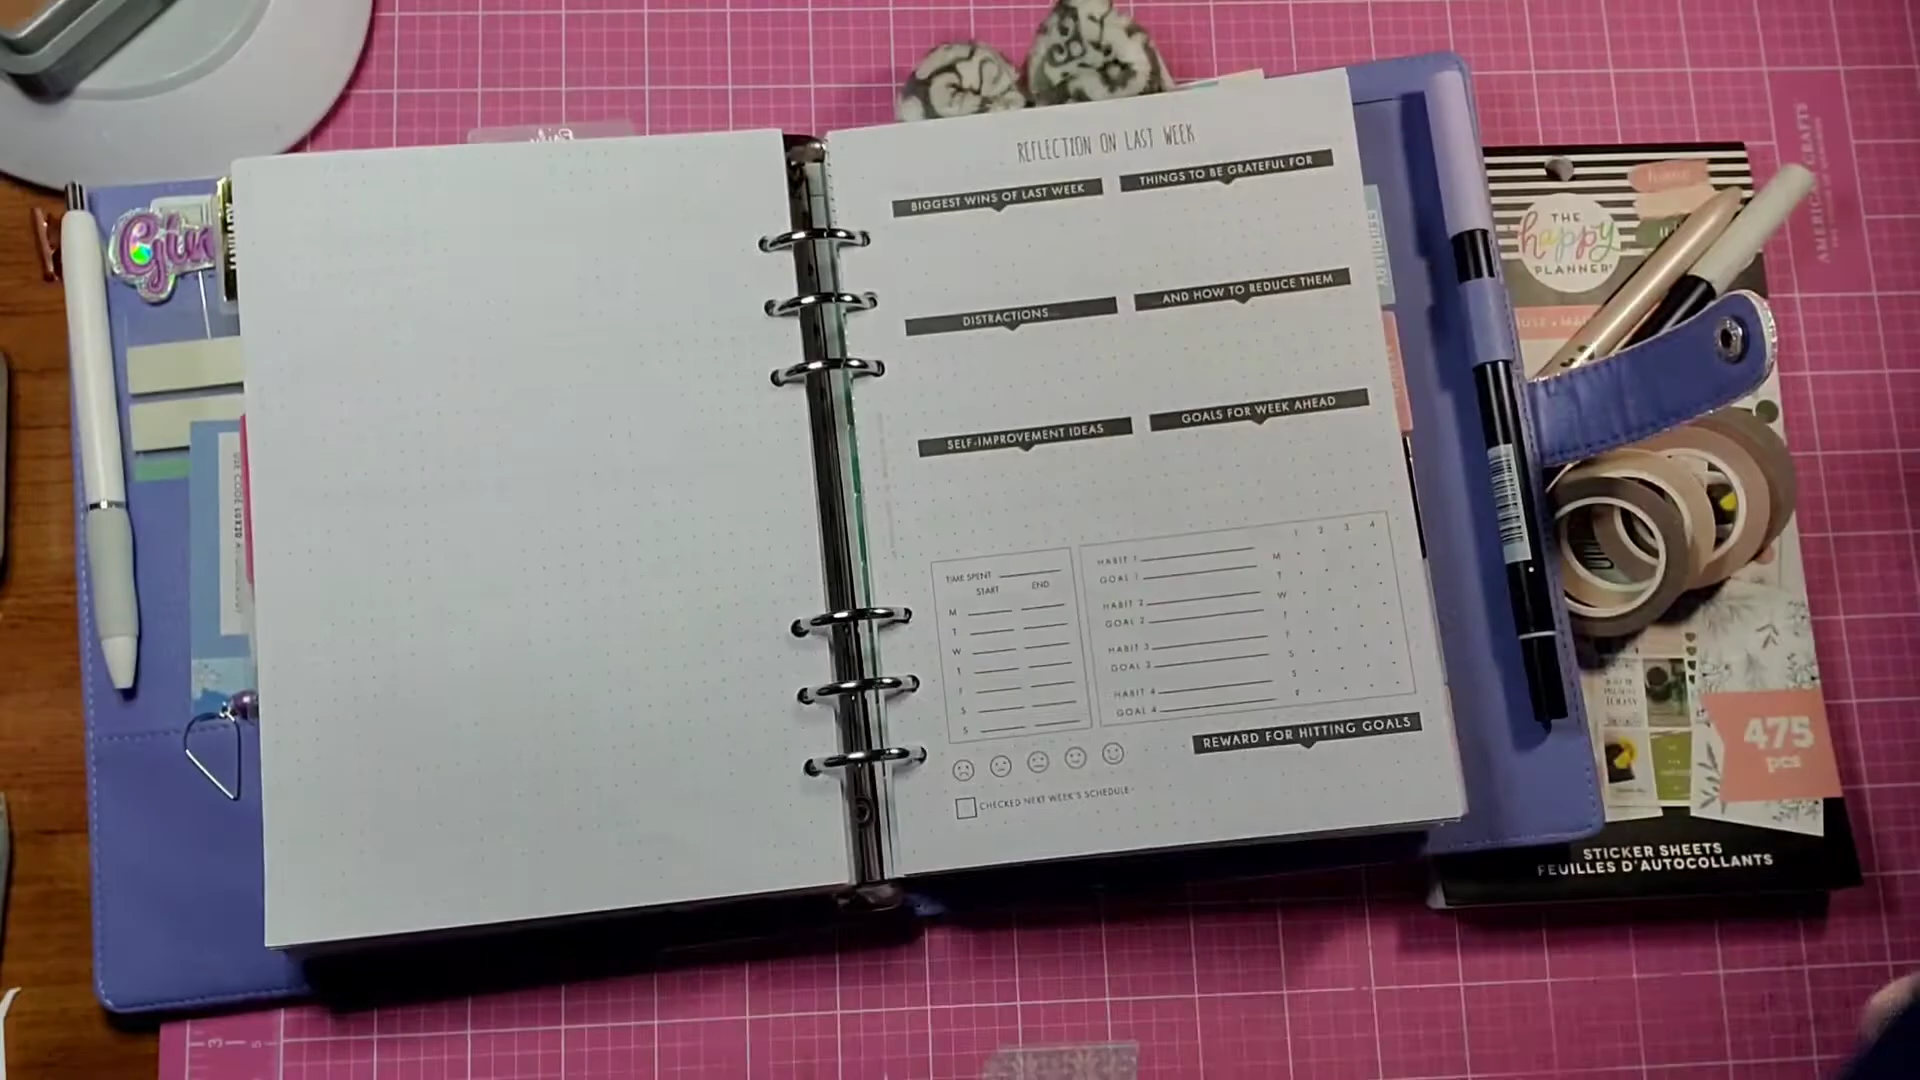 REFLECTION ON LAST WEEK
BIGGEST WINS OF LAST WEEK
THINGS TO BE GRATEFUL FOR
DISTRACTIONS
AND HOW TO REDUCE THEM
SELF-IMPROVEMENT IDEAS
GOALS FOR WEEK AHEAD
TIME SPENT
START END
M
T
W
T
F
S
S
1 2 3 4
HABIT 1
GOAL 1
HABIT 2
GOAL 2
HABIT 3
GOAL 3
HABIT 4
GOAL 4
M
T
W
T
F
S
S
REWARD FOR HITTING GOALS
CHECKED NEXT WEEK'S SCHEDULE
THE
happy
PLANNER
475
pcs
STICKER SHEETS
FEUILLES D'AUTOCOLLANTS
home